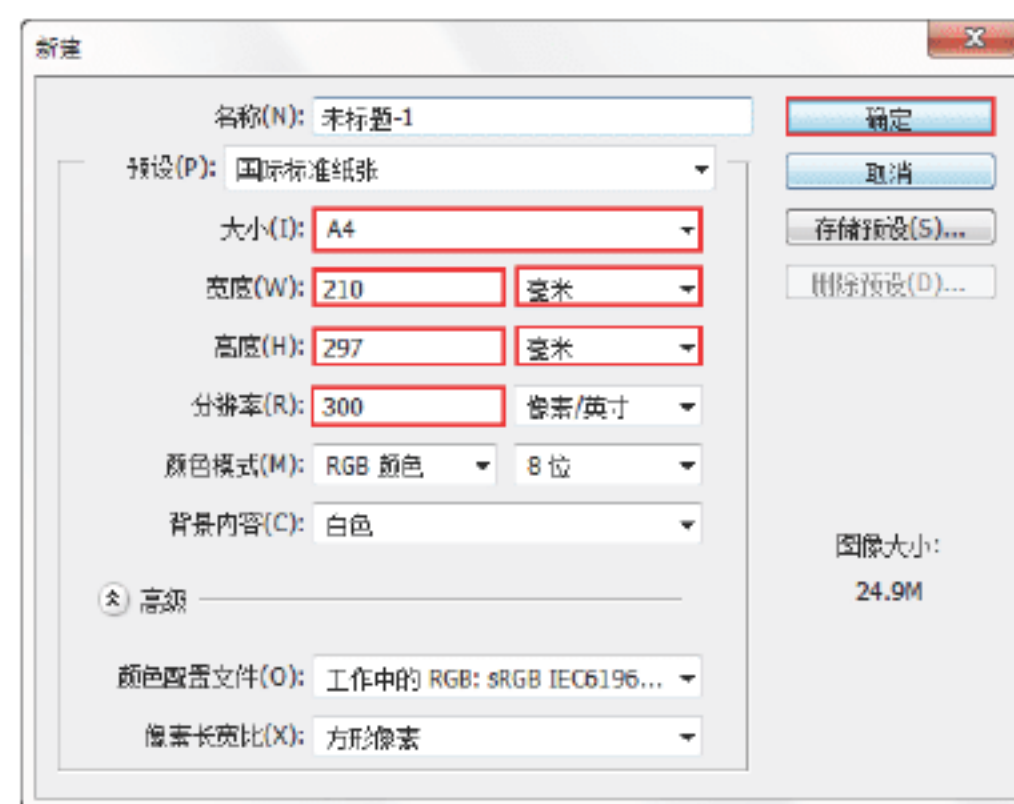 新建
名称(N): 未标题-1
确定
预设(P): 国际标准纸张
取消
大小(I): A4
存储预设(S)...
宽度(W): 210 毫米
删除预设(D)...
高度(H): 297 毫米
分辨率(R): 300 像素/英寸
颜色模式(M): RGB 颜色 8 位
背景内容(C): 白色
图像大小:
24.9M
高级
颜色配置文件(O): 工作中的 RGB: sRGB IEC6196...
像素长宽比(X): 方形像素